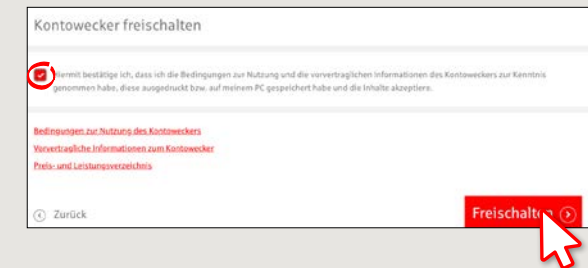 Kontowecker freischalten
Hiermit bestätige ich, dass ich die Bedingungen zur Nutzung und die vorvertraglichen Informationen des Kontoweckers zur Kenntnis
genommen habe, diese ausgedruckt bzw. auf meinem PC gespeichert habe und die Inhalte akzeptiere.
Bedingungen zur Nutzung des Kontoweckers
Vorvertragliche Informationen zum Kontowecker
Preis- und Leistungsverzeichnis
Zurück
Freischalten